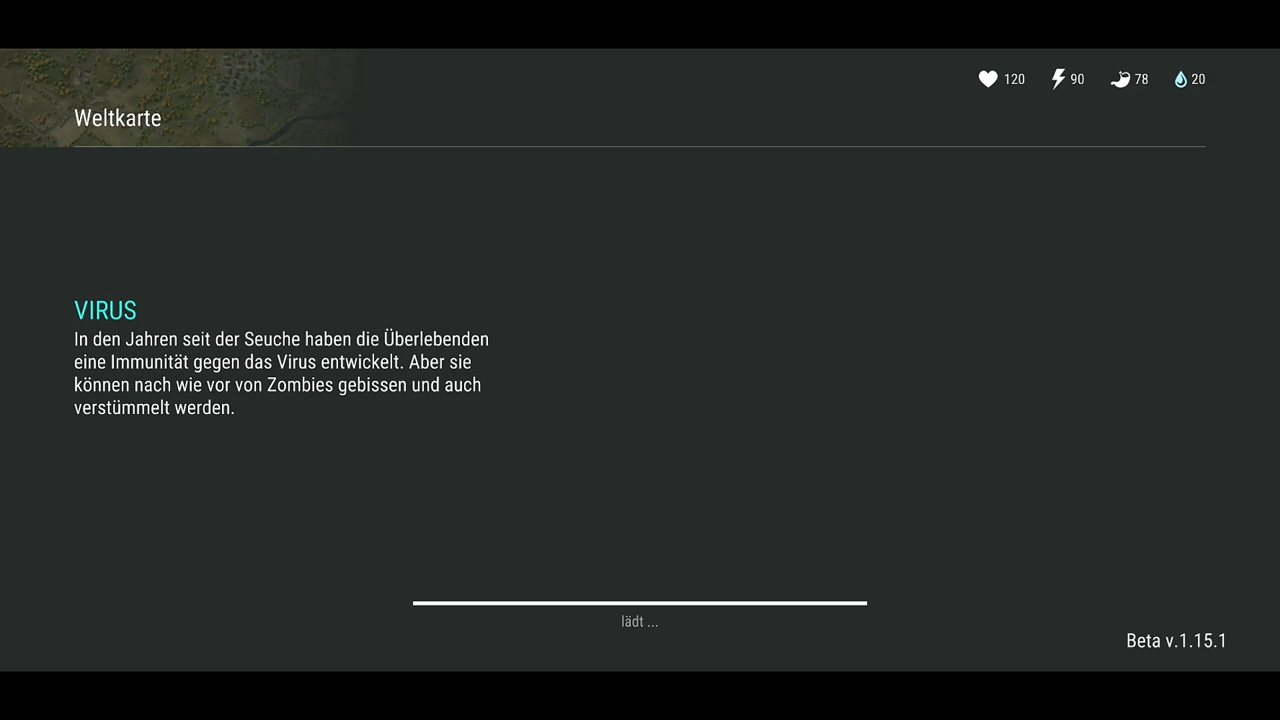 120 90 78 20
Weltkarte
VIRUS
In den Jahren seit der Seuche haben die Überlebenden
eine Immunität gegen das Virus entwickelt. Aber sie
können nach wie vor von Zombies gebissen und auch
verstümmelt werden.
lädt ...
Beta v.1.15.1